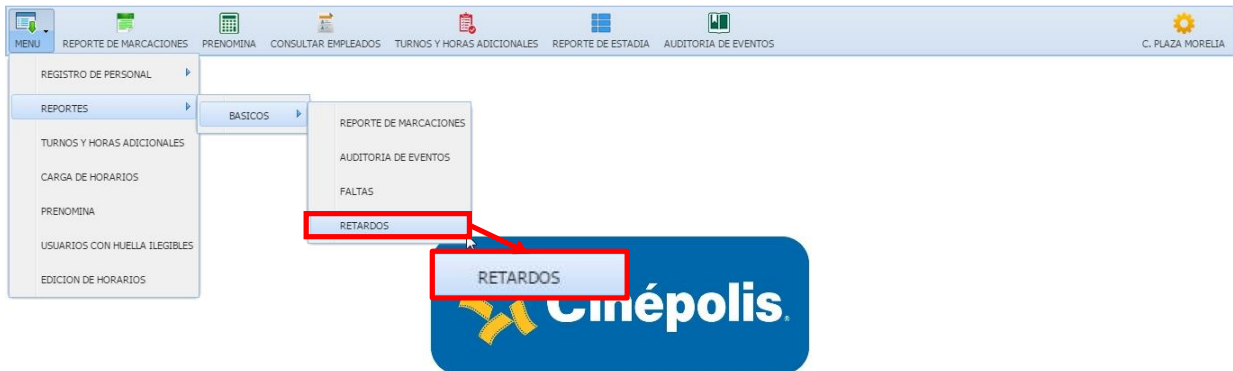 MENU REPORTE DE MARCACIONES PRENOMINA CONSULTAR EMPLEADOS TURNOS Y HORAS ADICIONALES REPORTE DE ESTADIA AUDITORIA DE EVENTOS C. PLAZA MORELIA
REGISTRO DE PERSONAL
REPORTES
TURNOS Y HORAS ADICIONALES
CARGA DE HORARIOS
PRENOMINA
USUARIOS CON HUELLA ILEGIBLES
EDICION DE HORARIOS
BASICOS
REPORTE DE MARCACIONES
AUDITORIA DE EVENTOS
FALTAS
RETARDOS
RETARDOS
Cinépolis®